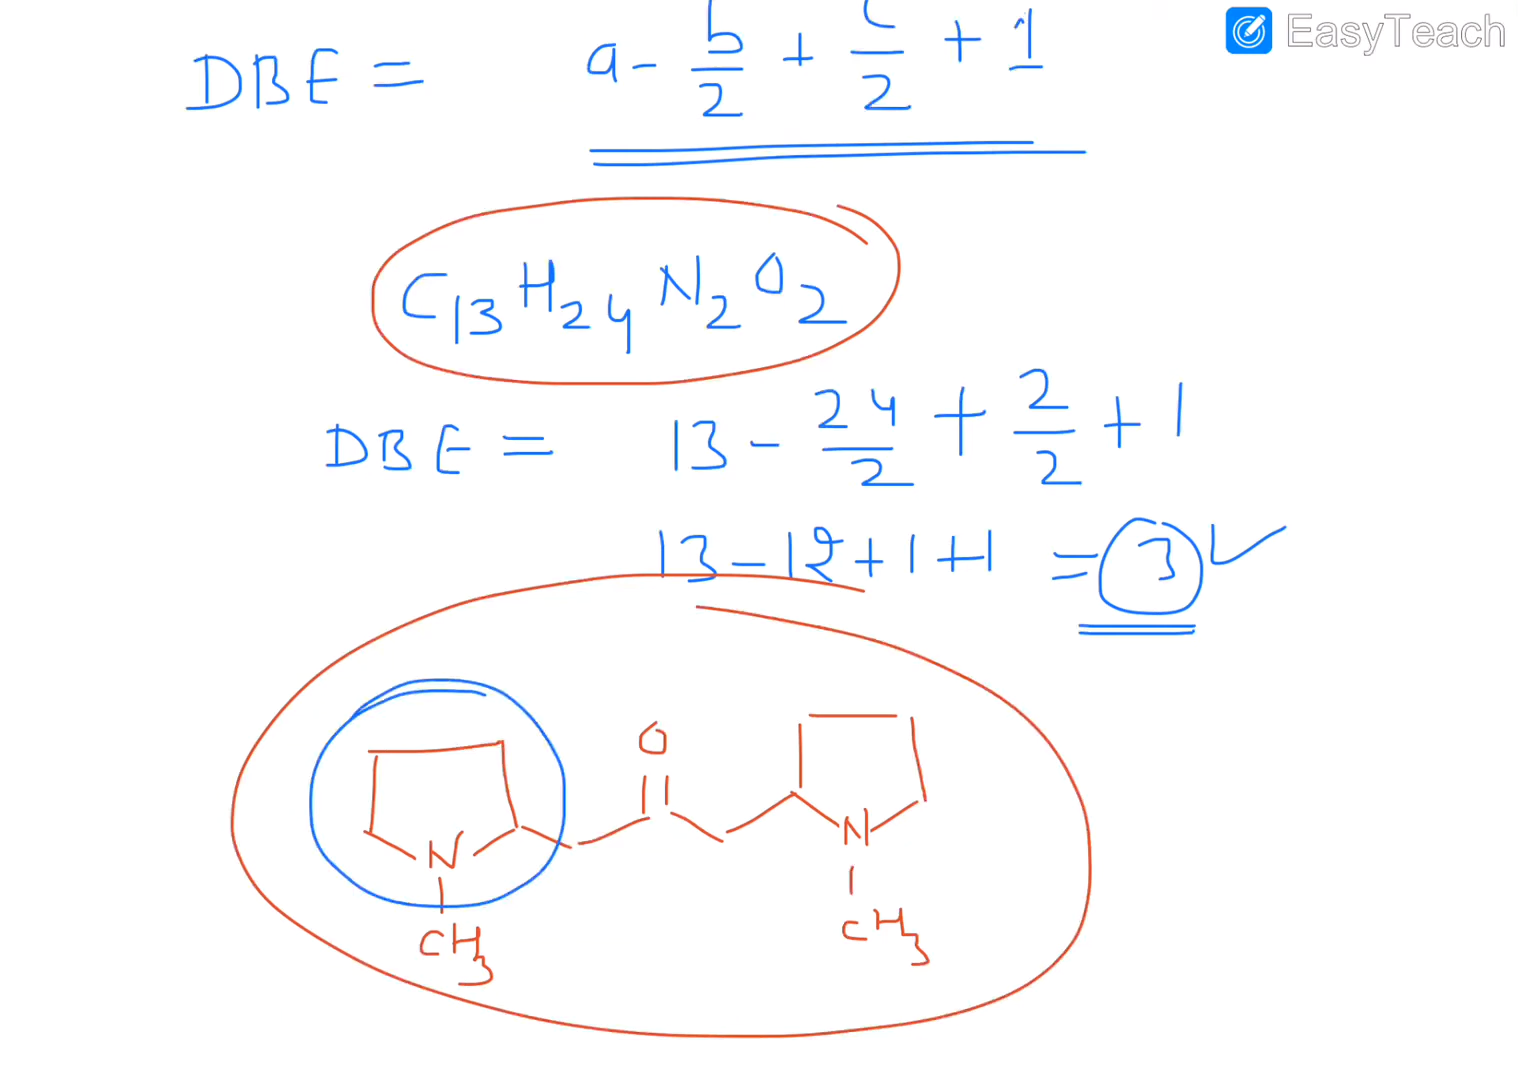 EasyTeach
DBE = a - b/2 + c/2 + 1
C₁₃H₂₄N₂O₂
DBE = 13 - 24/2 + 2/2 + 1
13 - 12 + 1 + 1 = 3 ✓
O
N
N
CH₃
CH₃